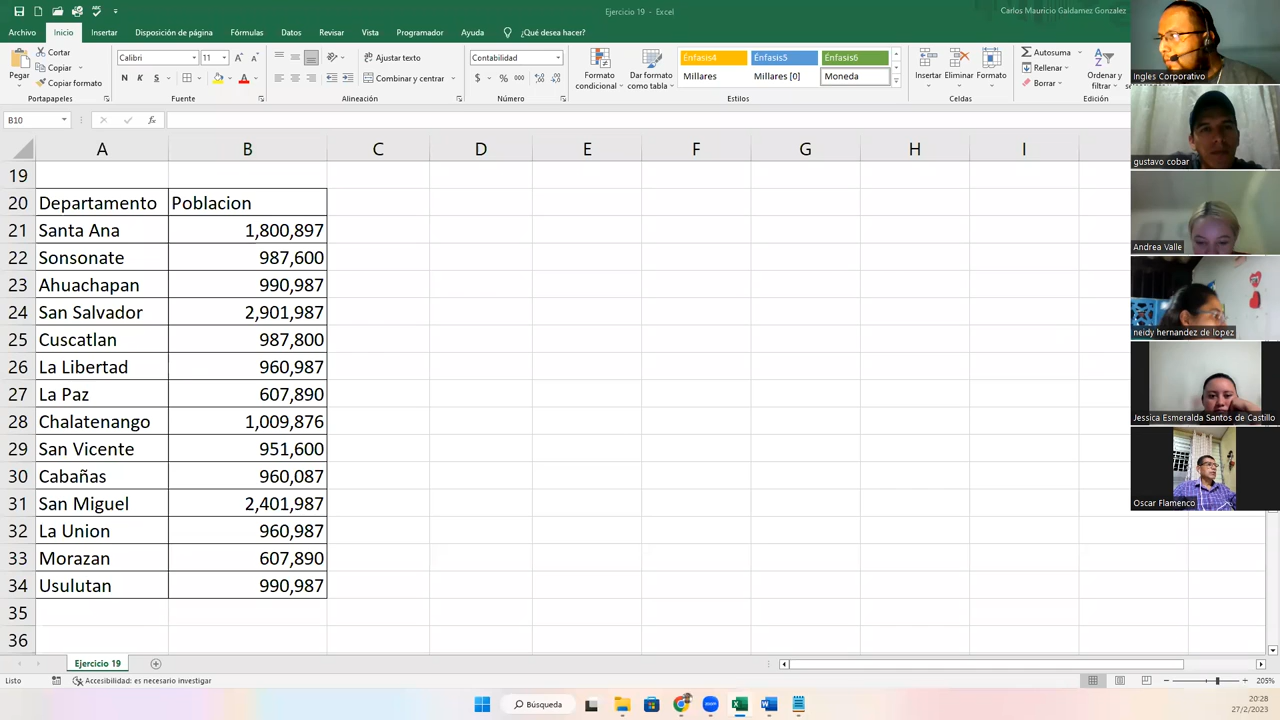 Ejercicio 19 - Excel
Carlos Mauricio Galdamez Gonzalez
Archivo Inicio Insertar Disposición de página Fórmulas Datos Revisar Vista Programador Ayuda ¿Qué desea hacer?
Pegar
Cortar
Copiar
Copiar formato
Portapapeles
Calibri 11
N K S
Fuente
Ajustar texto
Combinar y centrar
Alineación
Contabilidad
$ % 000
Número
Formato condicional
Dar formato como tabla
Énfasis4 Énfasis5 Énfasis6
Millares Millares [0] Moneda
Estilos
Insertar Eliminar Formato
Celdas
Autosuma
Rellenar
Borrar
Ordenar y filtrar
Edición
B10
fx
A B C D E F G H I
19
20 Departamento Poblacion
21 Santa Ana 1,800,897
22 Sonsonate 987,600
23 Ahuachapan 990,987
24 San Salvador 2,901,987
25 Cuscatlan 987,800
26 La Libertad 960,987
27 La Paz 607,890
28 Chalatenango 1,009,876
29 San Vicente 951,600
30 Cabañas 960,087
31 San Miguel 2,401,987
32 La Union 960,987
33 Morazan 607,890
34 Usulutan 990,987
35
36
Ejercicio 19
Listo Accesibilidad: es necesario investigar 205%
Búsqueda
20:28
27/2/2023
Ingles Corporativo
gustavo cobar
Andrea Valle
neidy hernandez de lopez
Jessica Esmeralda Santos de Castillo
Oscar Flamenco